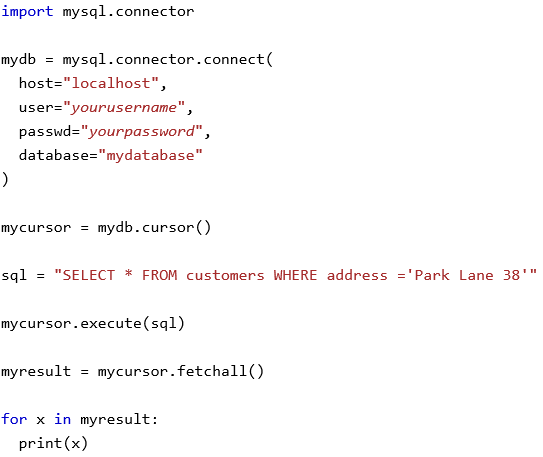 import mysql.connector
mydb = mysql.connector.connect(
  host="localhost",
  user="yourusername",
  passwd="yourpassword",
  database="mydatabase"
)
mycursor = mydb.cursor()
sql = "SELECT * FROM customers WHERE address ='Park Lane 38'"
mycursor.execute(sql)
myresult = mycursor.fetchall()
for x in myresult:
  print(x)